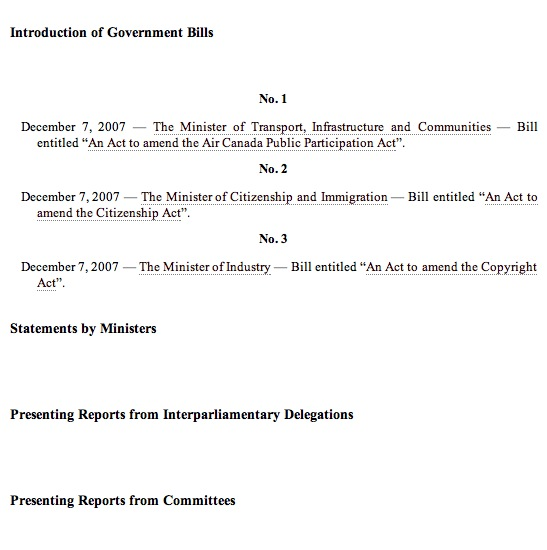 Introduction of Government Bills
No. 1
December 7, 2007 — The Minister of Transport, Infrastructure and Communities — Bill
entitled “An Act to amend the Air Canada Public Participation Act”.
No. 2
December 7, 2007 — The Minister of Citizenship and Immigration — Bill entitled “An Act to
amend the Citizenship Act”.
No. 3
December 7, 2007 — The Minister of Industry — Bill entitled “An Act to amend the Copyright
Act”.
Statements by Ministers
Presenting Reports from Interparliamentary Delegations
Presenting Reports from Committees